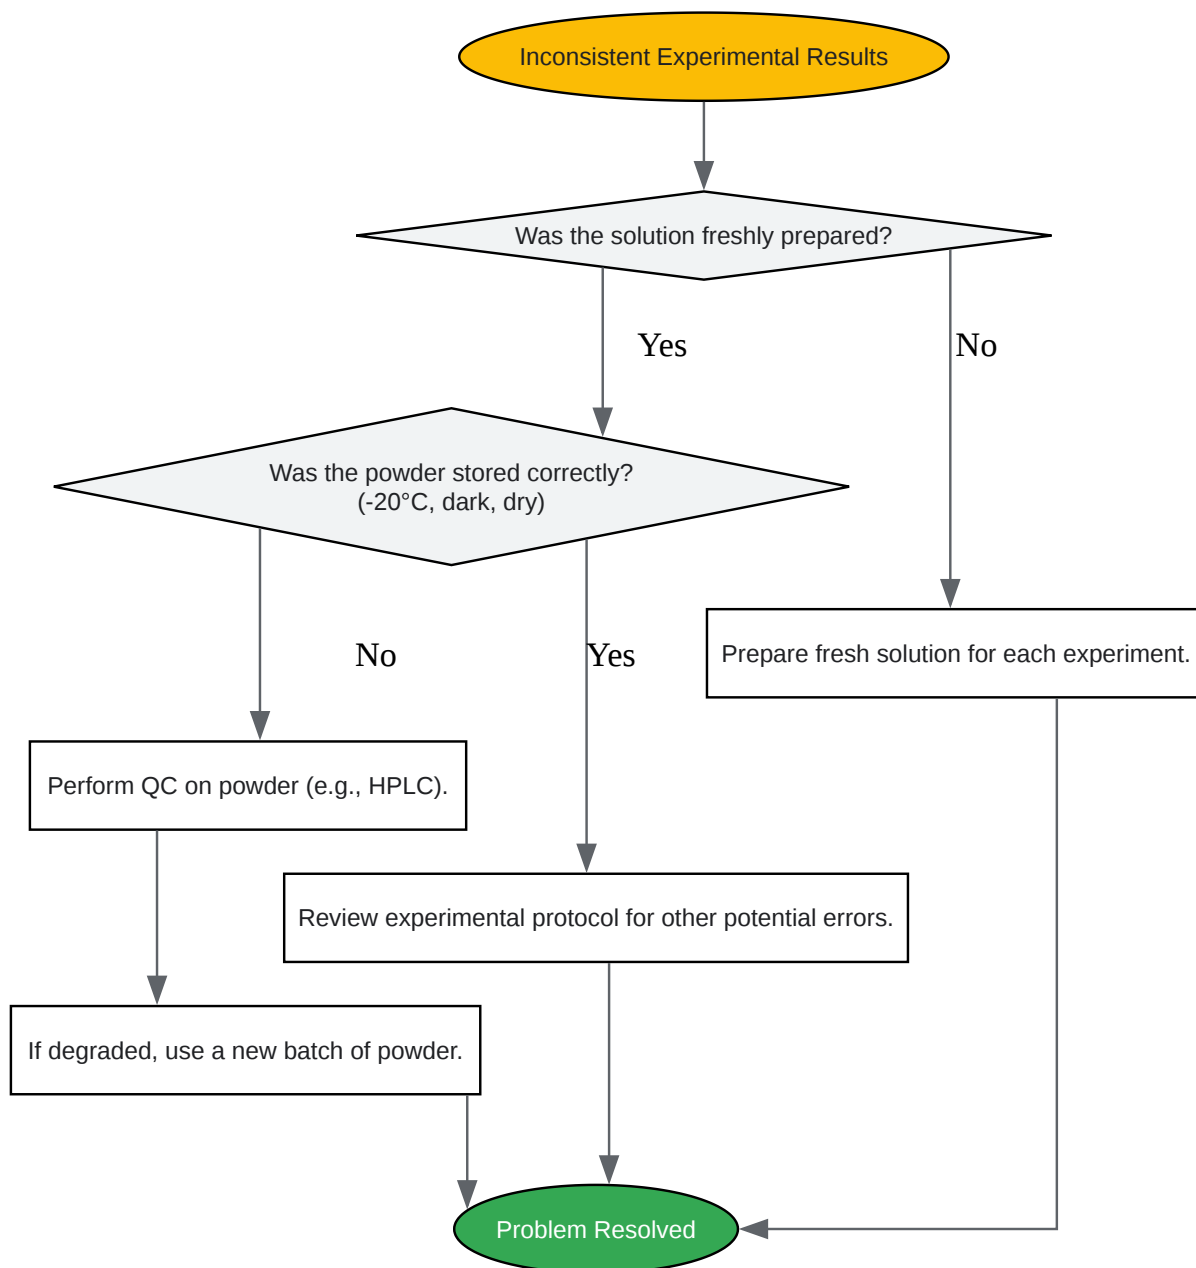 Inconsistent Experimental Results
Was the solution freshly prepared?
Yes
No
Was the powder stored correctly?
(-20°C, dark, dry)
No
Yes
Prepare fresh solution for each experiment.
Perform QC on powder (e.g., HPLC).
Review experimental protocol for other potential errors.
If degraded, use a new batch of powder.
Problem Resolved